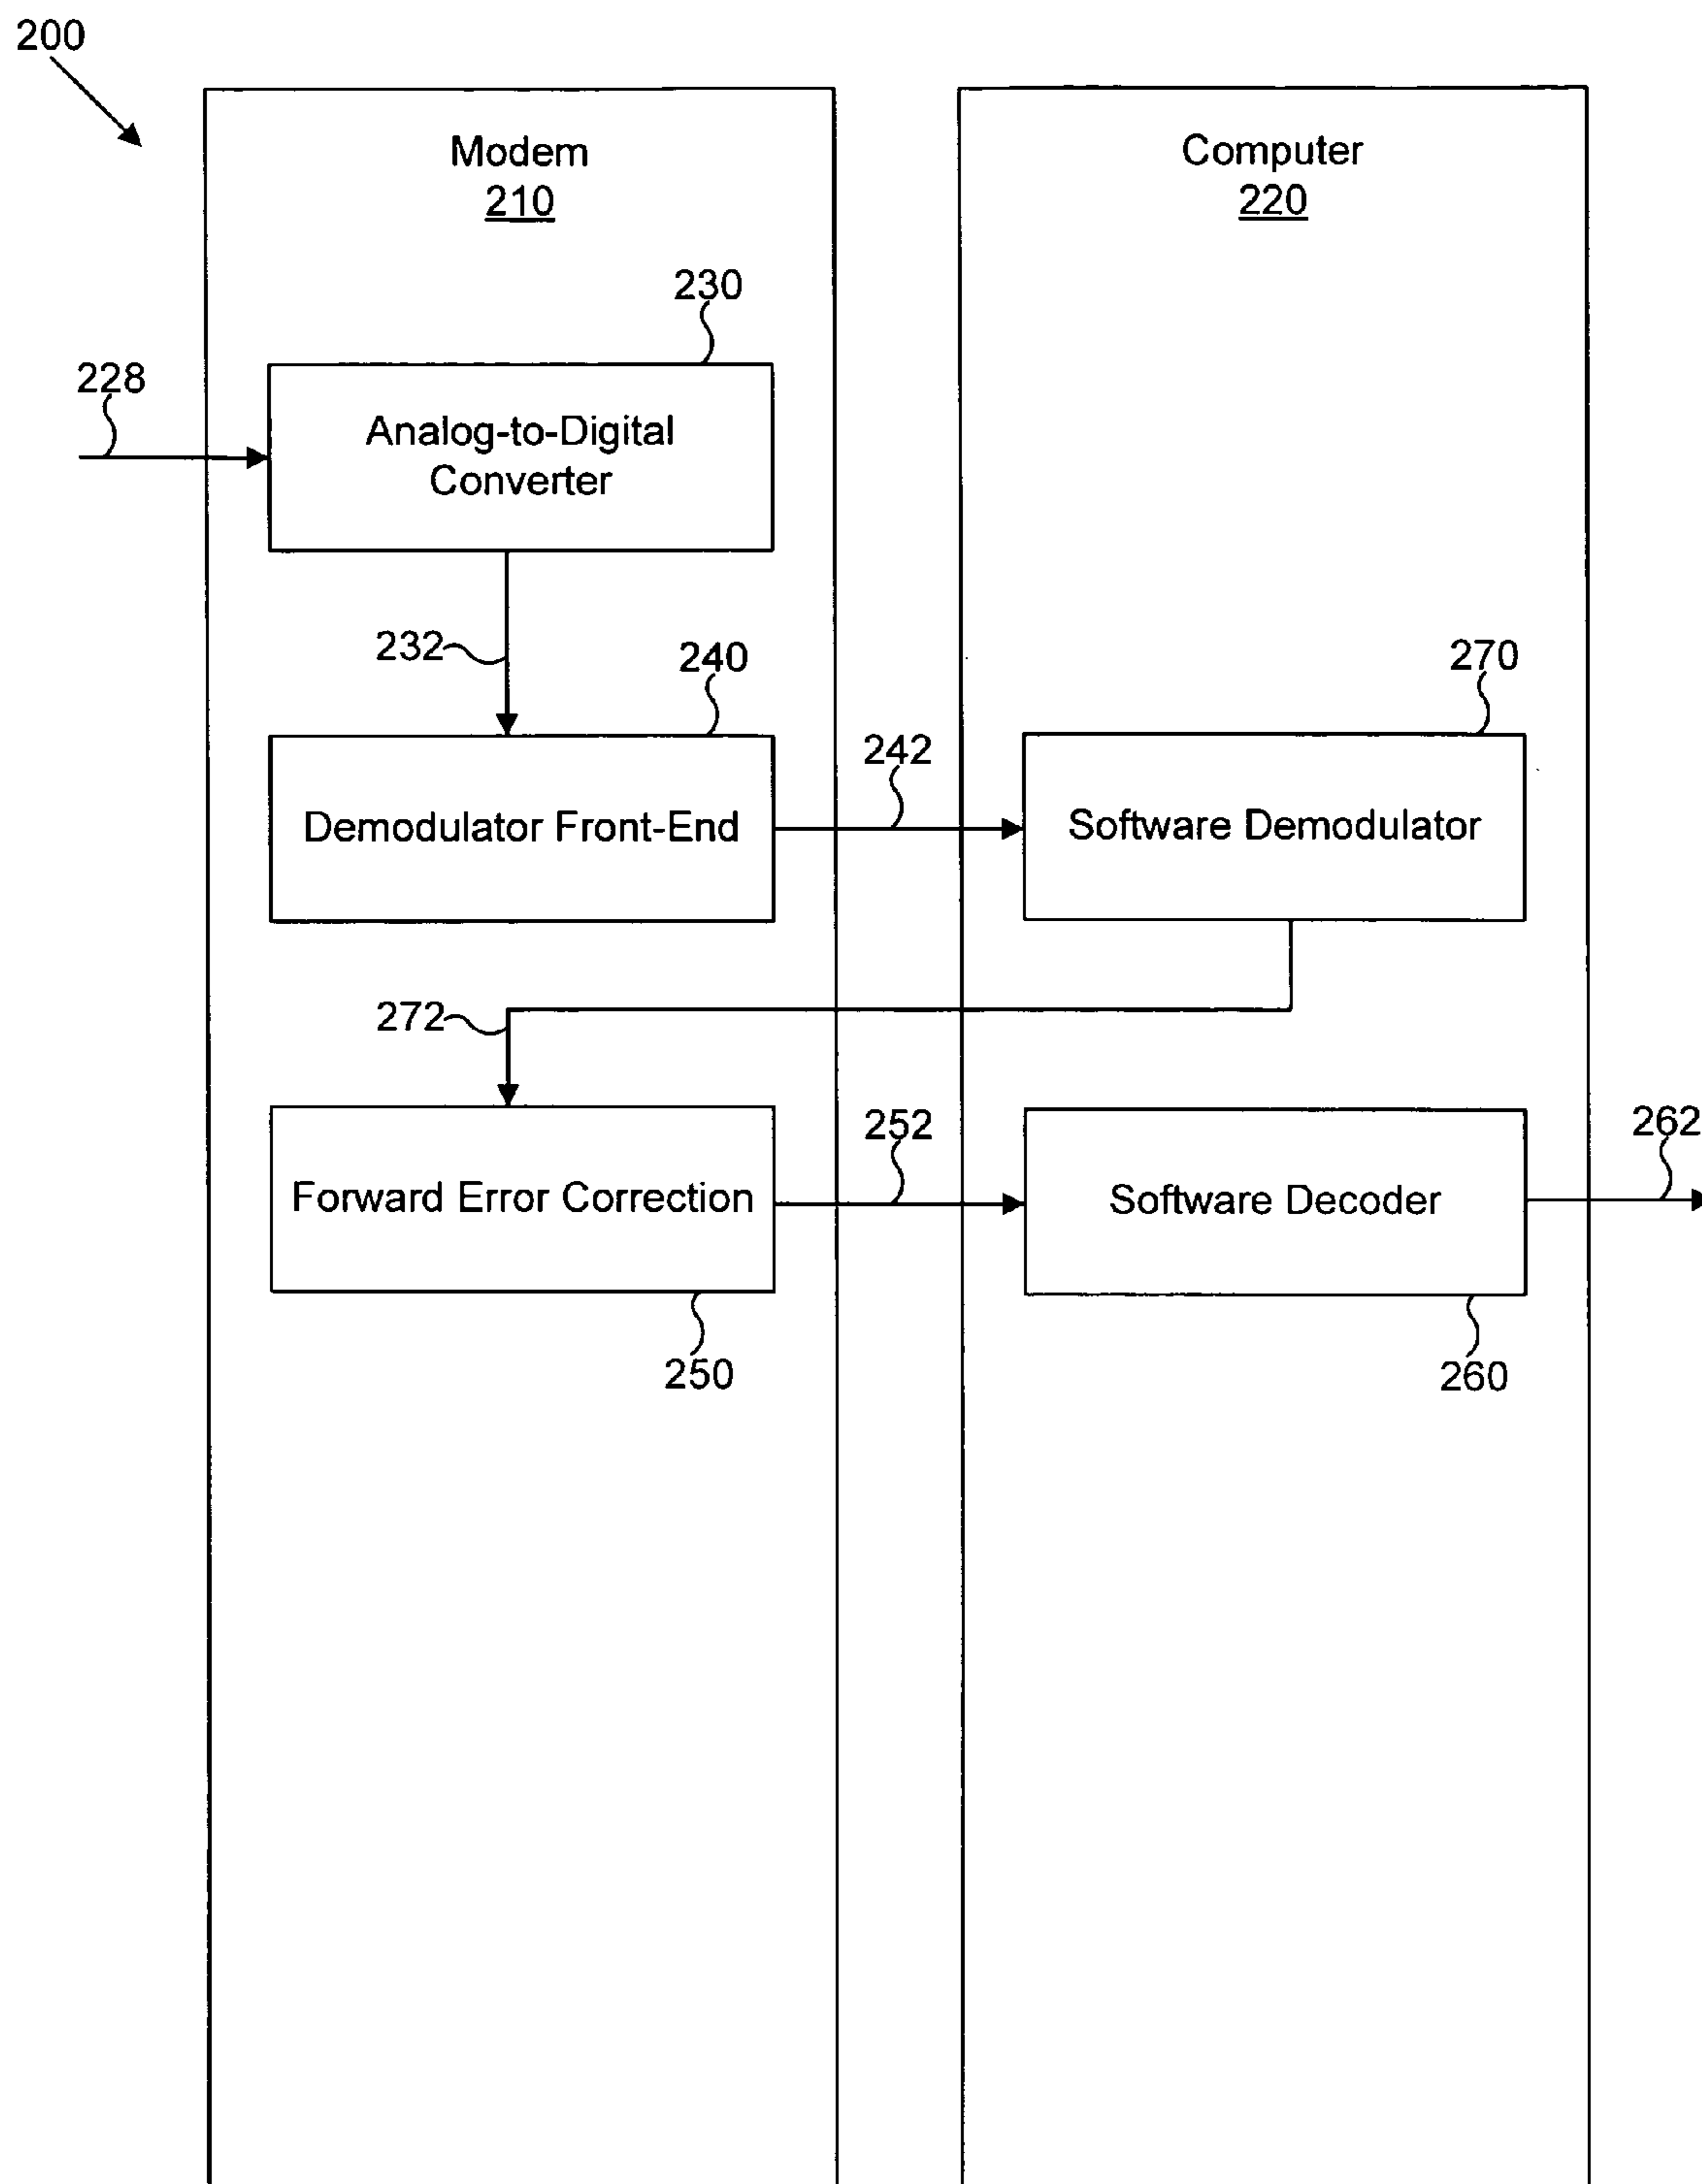 200
Modem
210
Computer
220
230
228
Analog-to-Digital
Converter
232
240
270
242
Demodulator Front-End
Software Demodulator
272
252
262
Forward Error Correction
Software Decoder
250
260